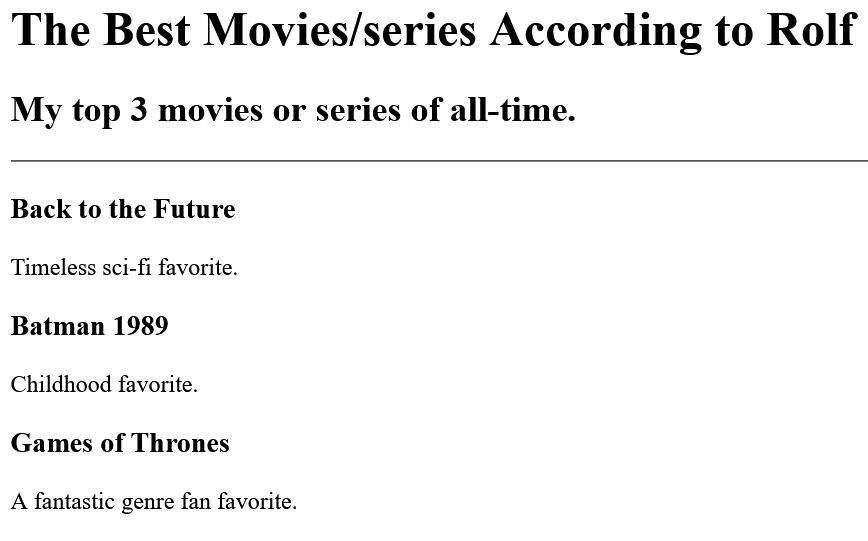 The Best Movies/series According to Rolf
My top 3 movies or series of all-time.
Back to the Future
Timeless sci-fi favorite.
Batman 1989
Childhood favorite.
Games of Thrones
A fantastic genre fan favorite.